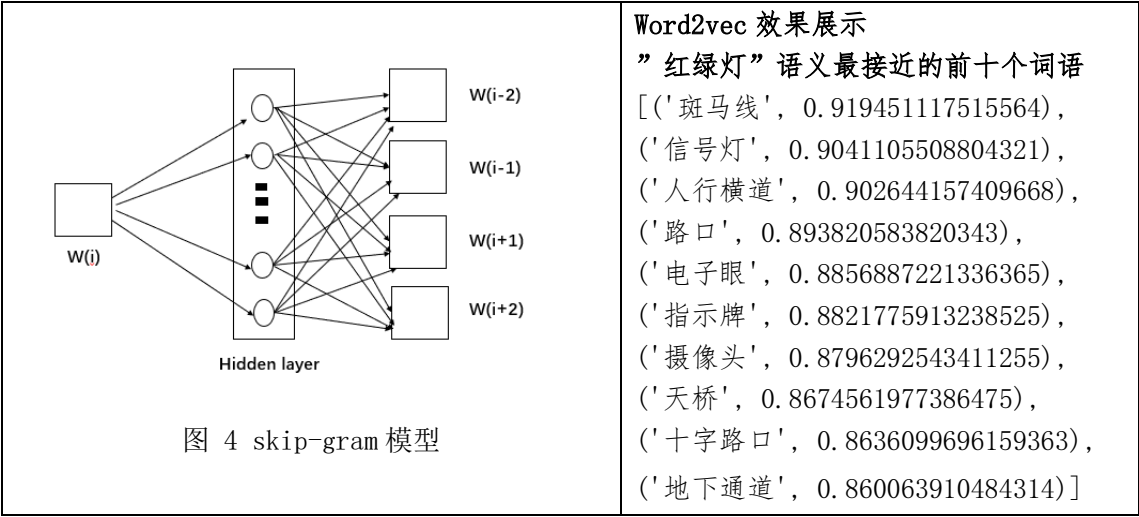 W(i)
Hidden layer
W(i-2)
W(i-1)
W(i+1)
W(i+2)
图 4 skip-gram 模型
Word2vec 效果展示
”红绿灯”语义最接近的前十个词语
[('斑马线', 0.919451117515564),
('信号灯', 0.9041105508804321),
('人行横道', 0.902644157409668),
('路口', 0.893820583820343),
('电子眼', 0.8856887221336365),
('指示牌', 0.8821775913238525),
('摄像头', 0.8796292543411255),
('天桥', 0.8674561977386475),
('十字路口', 0.8636099696159363),
('地下通道', 0.860063910484314)]